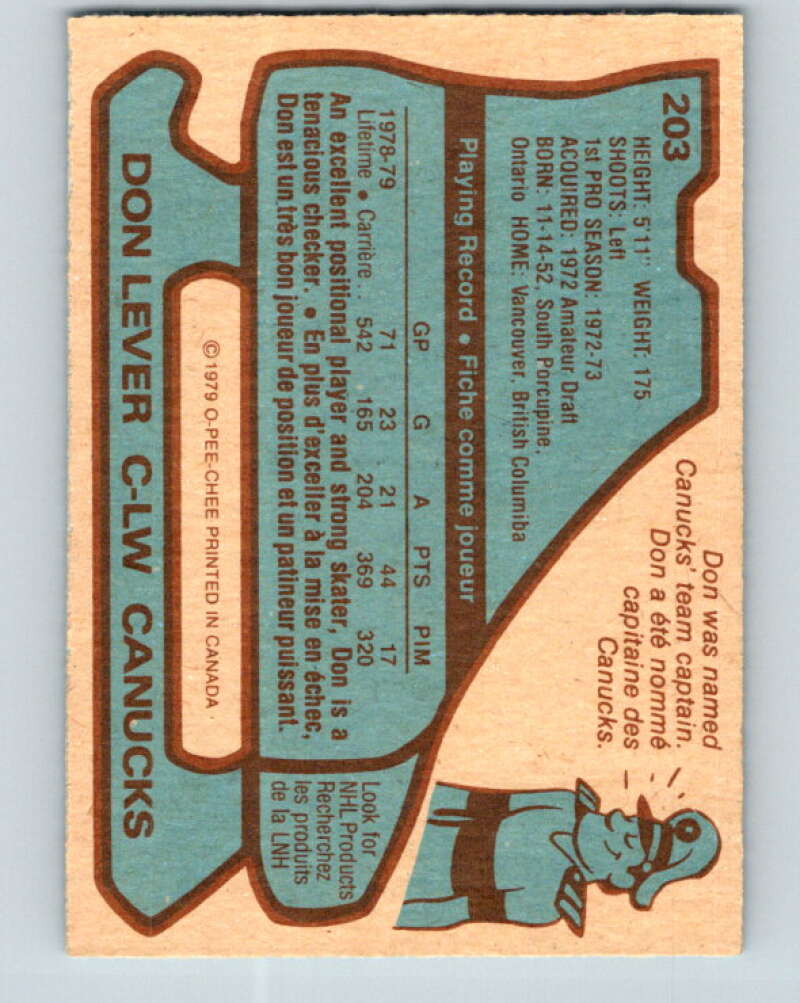 203
HEIGHT: 5'11" WEIGHT: 175
SHOOTS: Left
1st PRO SEASON: 1972-73
ACQUIRED: 1972 Amateur Draft
BORN: 11-14-52, South Porcupine,
Ontario HOME: Vancouver, British Columiba
Don was named
Canucks' team captain.
Don a été nommé
capitaine des
Canucks.
Playing Record • Fiche comme joueur
GP G A PTS PIM
1978-79 71 23 21 44 17
Lifetime • Carrière . . 542 165 204 369 320
An excellent positional player and strong skater, Don is a
tenacious checker. • En plus d'exceller à la mise en échec,
Don est un très bon joueur de position et un patineur puissant.
Look for
NHL Products
Recherchez
les produits
de la LNH
©1979 O-PEE-CHEE PRINTED IN CANADA
DON LEVER C-LW CANUCKS